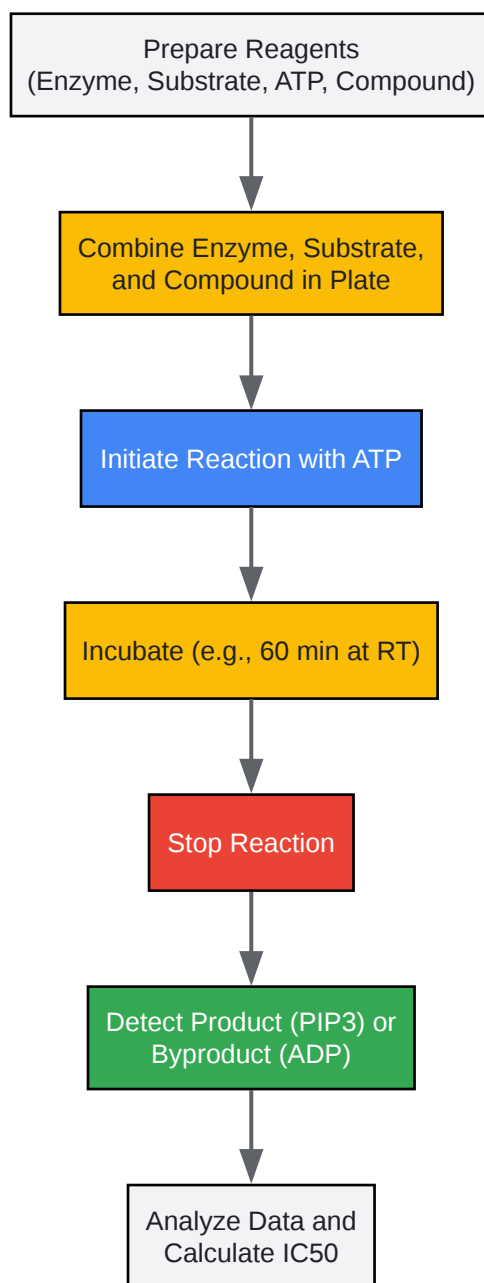 Prepare Reagents
(Enzyme, Substrate, ATP, Compound)
Combine Enzyme, Substrate,
and Compound in Plate
Initiate Reaction with ATP
Incubate (e.g., 60 min at RT)
Stop Reaction
Detect Product (PIP3) or
Byproduct (ADP)
Analyze Data and
Calculate IC50